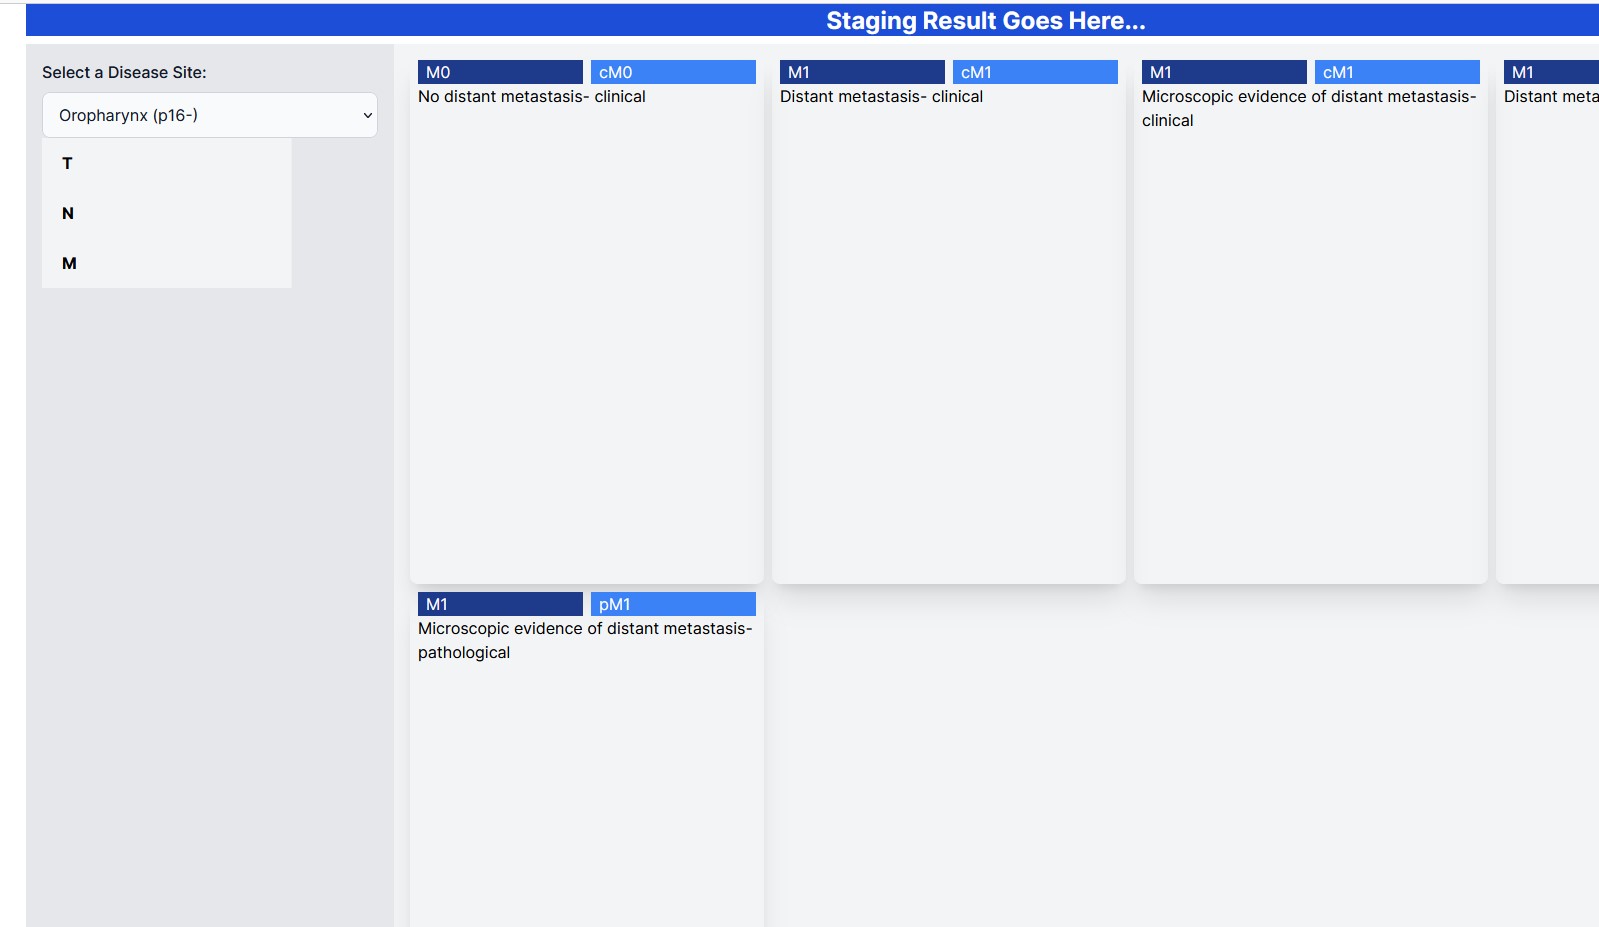 Staging Result Goes Here...
Select a Disease Site:
Oropharynx (p16-)
T
N
M
M0 cM0
No distant metastasis- clinical
M1 cM1
Distant metastasis- clinical
M1 cM1
Microscopic evidence of distant metastasis-
clinical
M1
Distant
M1 pM1
Microscopic evidence of distant metastasis-
pathological